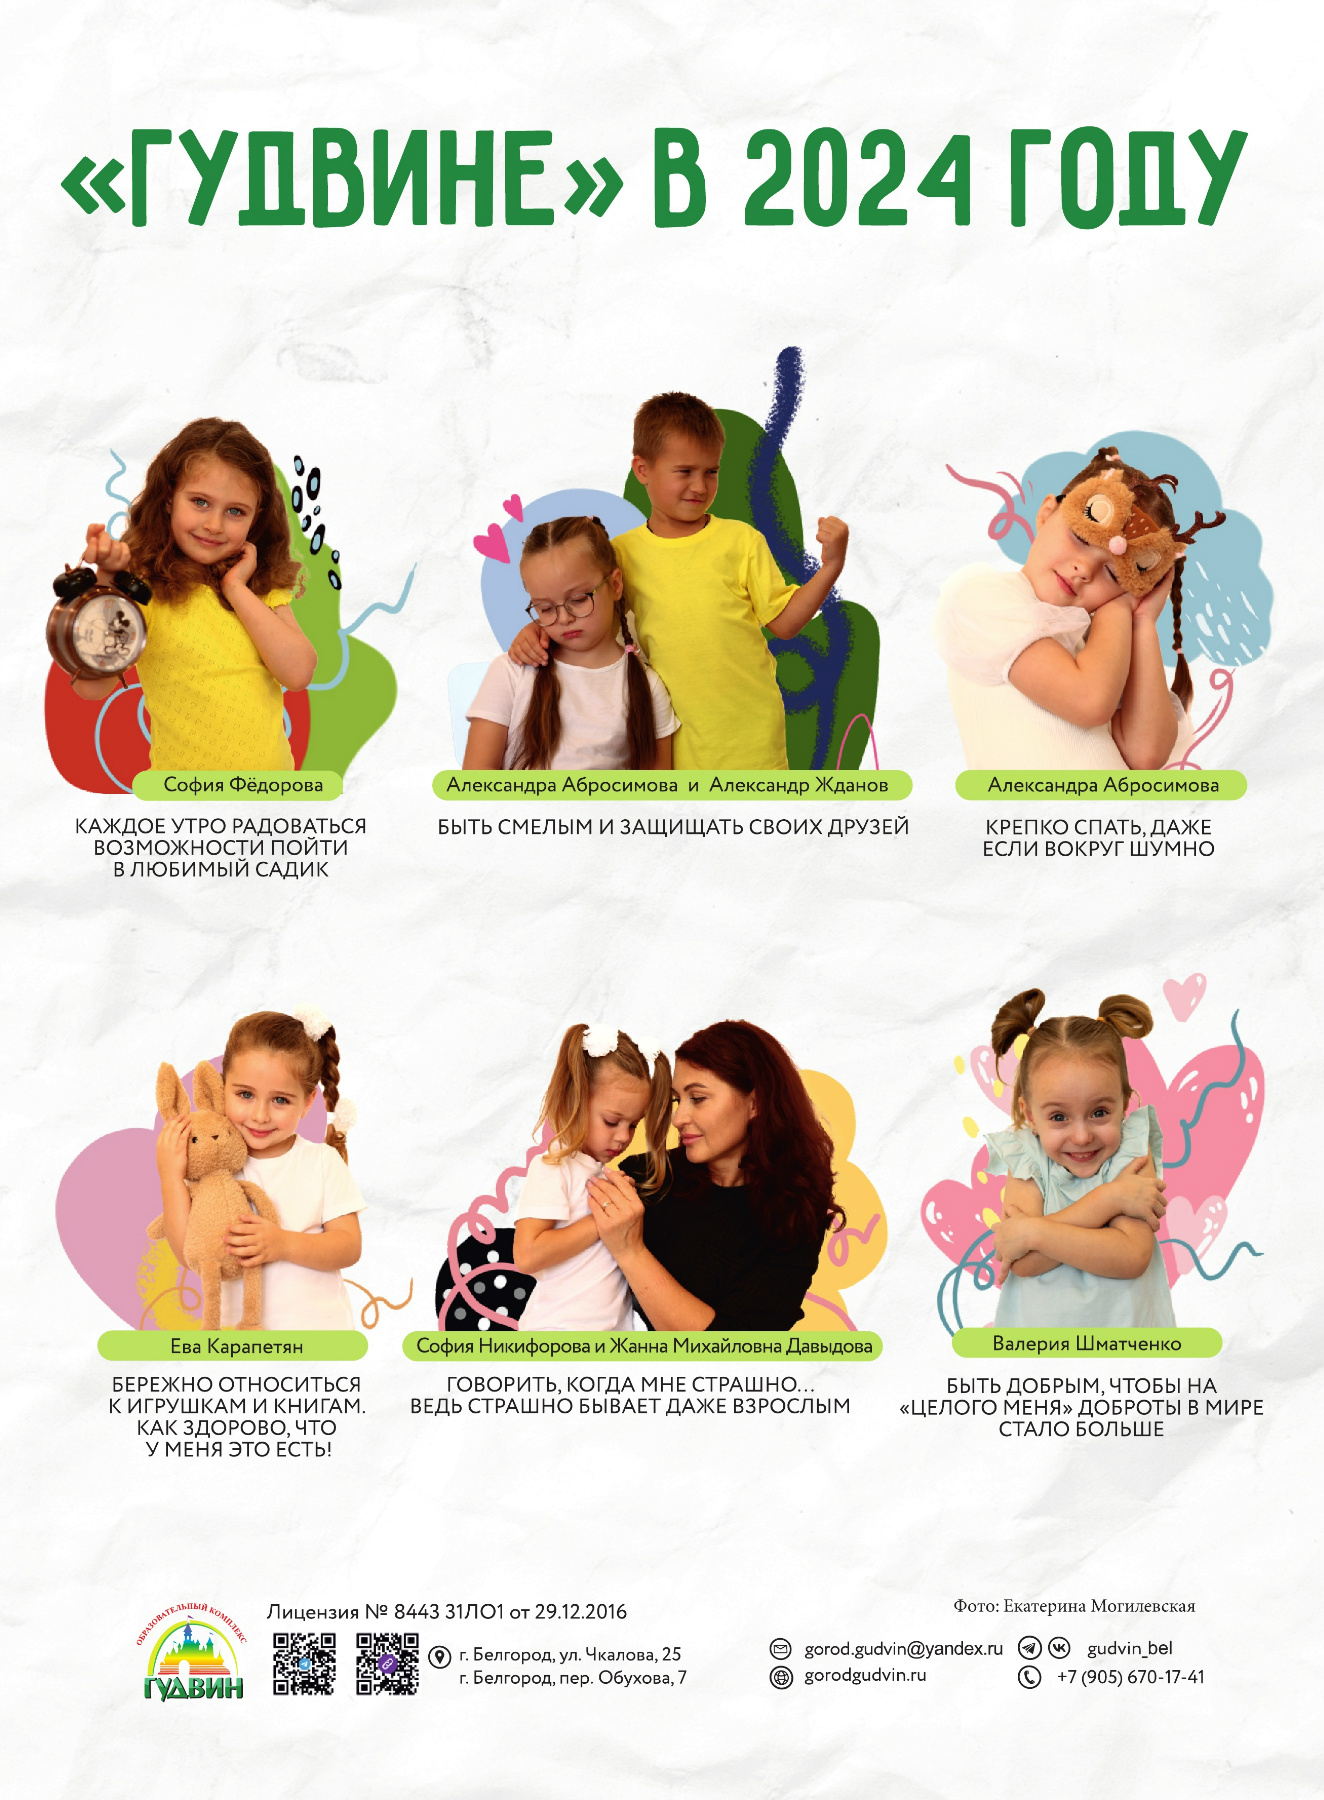 «ГУДВИНЕ» В 2024 ГОДУ
София Фёдорова
КАЖДОЕ УТРО РАДОВАТЬСЯ
ВОЗМОЖНОСТИ ПОЙТИ
В ЛЮБИМЫЙ САДИК
Александра Абросимова и Александр Жданов
БЫТЬ СМЕЛЫМ И ЗАЩИЩАТЬ СВОИХ ДРУЗЕЙ
Александра Абросимова
КРЕПКО СПАТЬ, ДАЖЕ
ЕСЛИ ВОКРУГ ШУМНО
Ева Карапетян
БЕРЕЖНО ОТНОСИТЬСЯ
К ИГРУШКАМ И КНИГАМ.
КАК ЗДОРОВО, ЧТО
У МЕНЯ ЭТО ЕСТЬ!
София Никифорова и Жанна Михайловна Давыдова
ГОВОРИТЬ, КОГДА МНЕ СТРАШНО...
ВЕДЬ СТРАШНО БЫВАЕТ ДАЖЕ ВЗРОСЛЫМ
Валерия Шматченко
БЫТЬ ДОБРЫМ, ЧТОБЫ НА
«ЦЕЛОГО МЕНЯ» ДОБРОТЫ В МИРЕ
СТАЛО БОЛЬШЕ
ОБРАЗОВАТЕЛЬНЫЙ КОМПЛЕКС
ГУДВИН
Лицензия № 8443 31ЛО1 от 29.12.2016
г. Белгород, ул. Чкалова, 25
г. Белгород, пер. Обухова, 7
Фото: Екатерина Могилевская
gorod.gudvin@yandex.ru
gudvin_bel
gorodgudvin.ru
+7 (905) 670-17-41